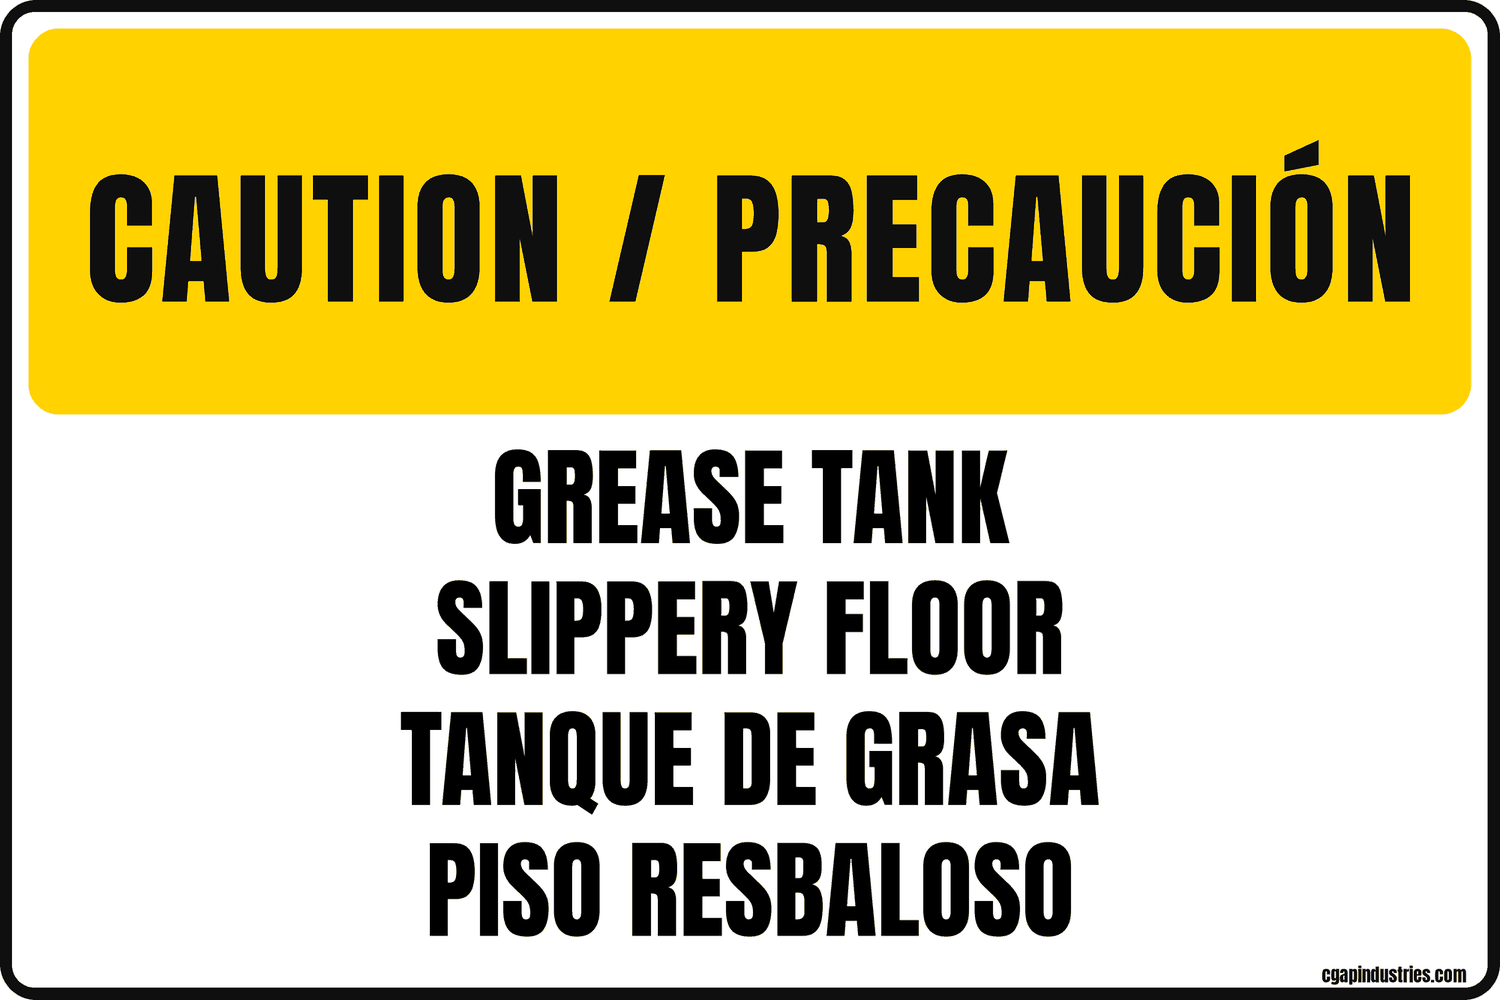 CAUTION / PRECAUCIÓN
GREASE TANK
SLIPPERY FLOOR
TANQUE DE GRASA
PISO RESBALOSO
cgapindustries.com